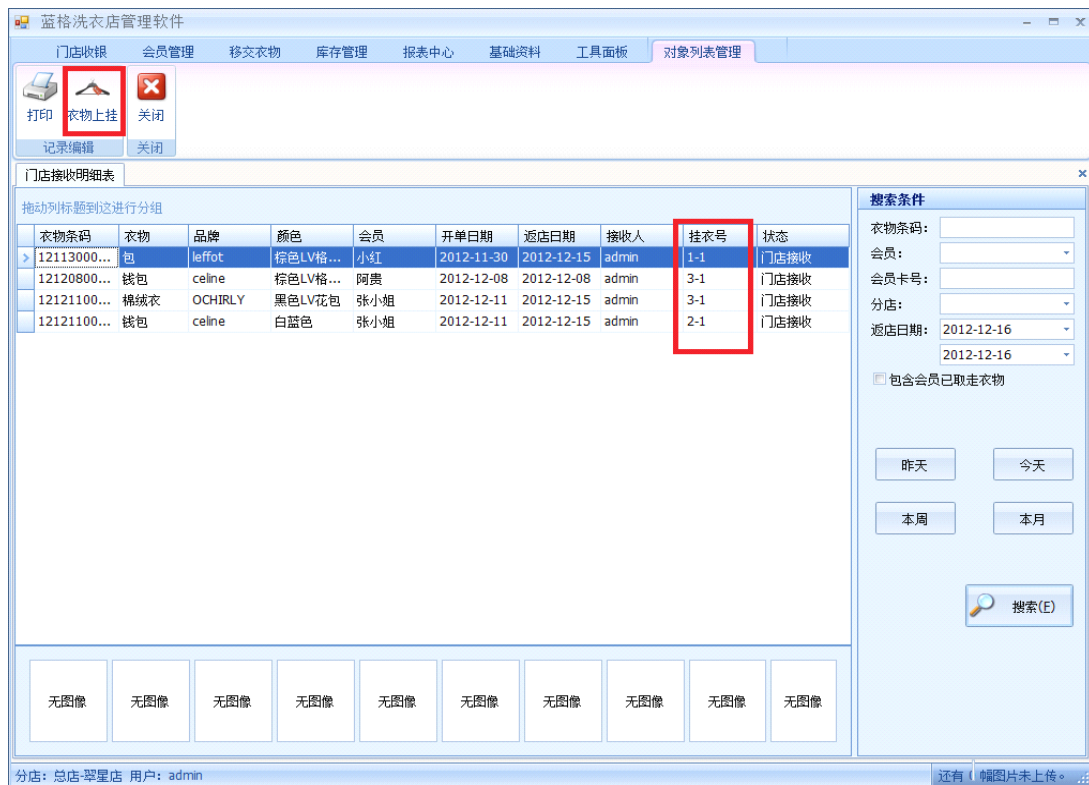 蓝格洗衣店管理软件
门店收银 会员管理 移交衣物 库存管理 报表中心 基础资料 工具面板 对象列表管理
打印 衣物上挂 关闭
记录编辑 关闭
门店接收明细表
拖动列标题到这进行分组
衣物条码 衣物 品牌 颜色 会员 开单日期 返店日期 接收人 挂衣号 状态
12113000... 包 leffot 棕色LV格... 小红 2012-11-30 2012-12-15 admin 1-1 门店接收
12120800... 钱包 celine 棕色LV格... 阿贵 2012-12-08 2012-12-08 admin 3-1 门店接收
12121100... 棉绒衣 OCHIRLY 黑色LV花包 张小姐 2012-12-11 2012-12-15 admin 3-1 门店接收
12121100... 钱包 celine 白蓝色 张小姐 2012-12-11 2012-12-15 admin 2-1 门店接收
搜索条件
衣物条码：
会员：
会员卡号：
分店：
返店日期： 2012-12-16
2012-12-16
包含会员已取走衣物
昨天 今天
本周 本月
搜索(F)
无图像 无图像 无图像 无图像 无图像 无图像 无图像 无图像 无图像 无图像
分店：总店-翠星店 用户：admin 还有 幅图片未上传。